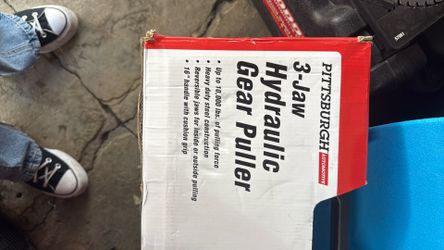 PITTSBURGH
AUTOMOTIVE
3-Jaw
Hydraulic
Gear Puller
• Up to 10,000 lbs. of pulling force
• Heavy duty steel construction
• Reversible jaws for inside or outside pulling
• 16" handle with cushion grip